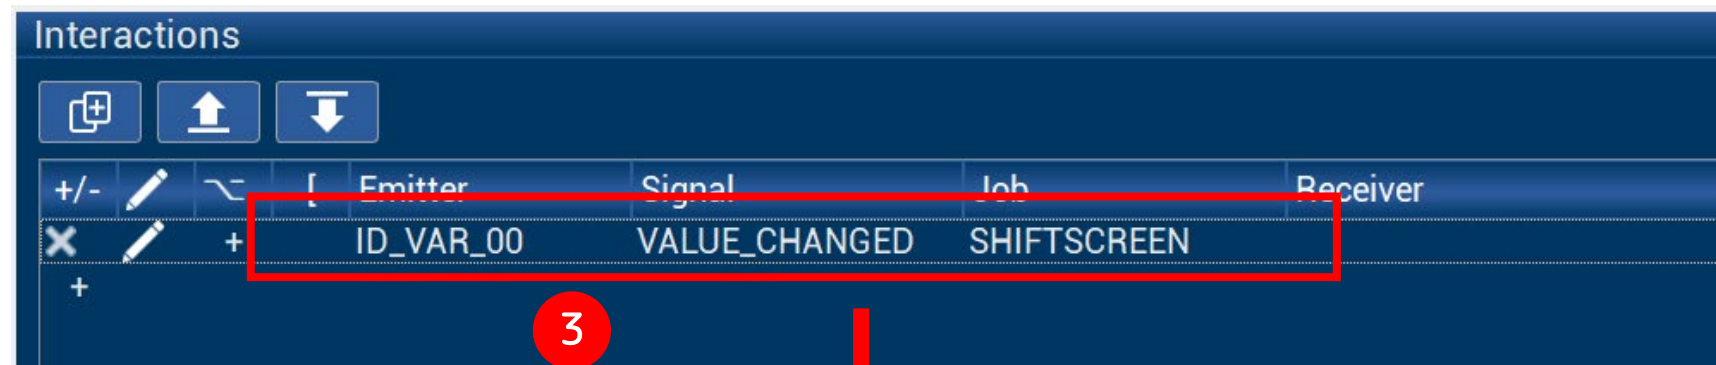 Interactions
+/- [ Emitter Signal Job Receiver
+ ID_VAR_00 VALUE_CHANGED SHIFTSCREEN
+
3